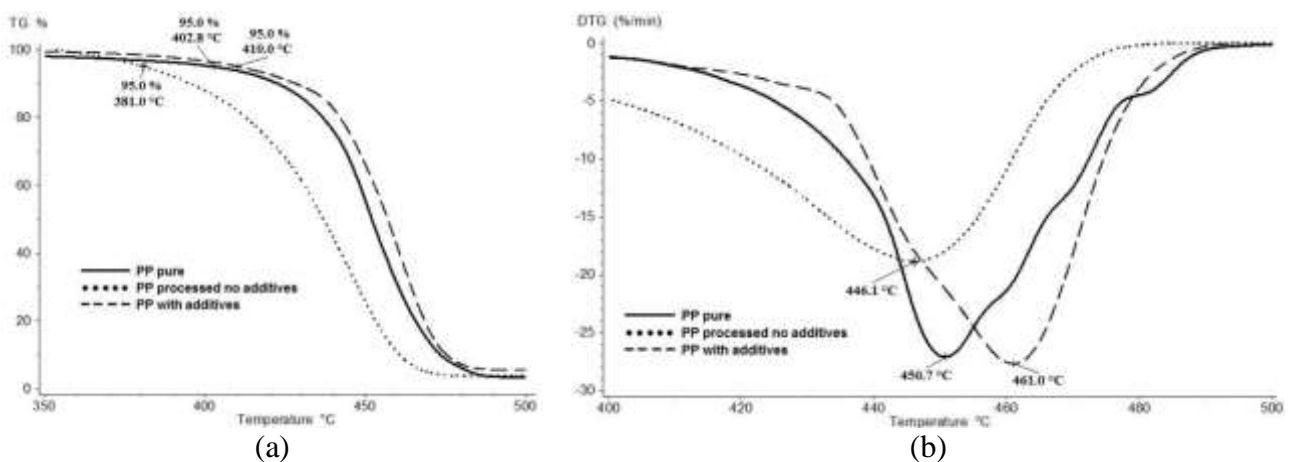 TG %
95.0 %
402.8 °C
95.0 %
410.0 °C
95.0 %
381.0 °C
100
80
60
40
20
0
PP pure
PP processed no additives
PP with additives
350
400
450
500
Temperature °C
(a)
DTG (%/min)
0
-5
-10
-15
-20
-25
-30
446.1 °C
PP pure
PP processed no additives
PP with additives
450.7 °C
461.0 °C
400
420
440
460
480
500
Temperature °C
(b)